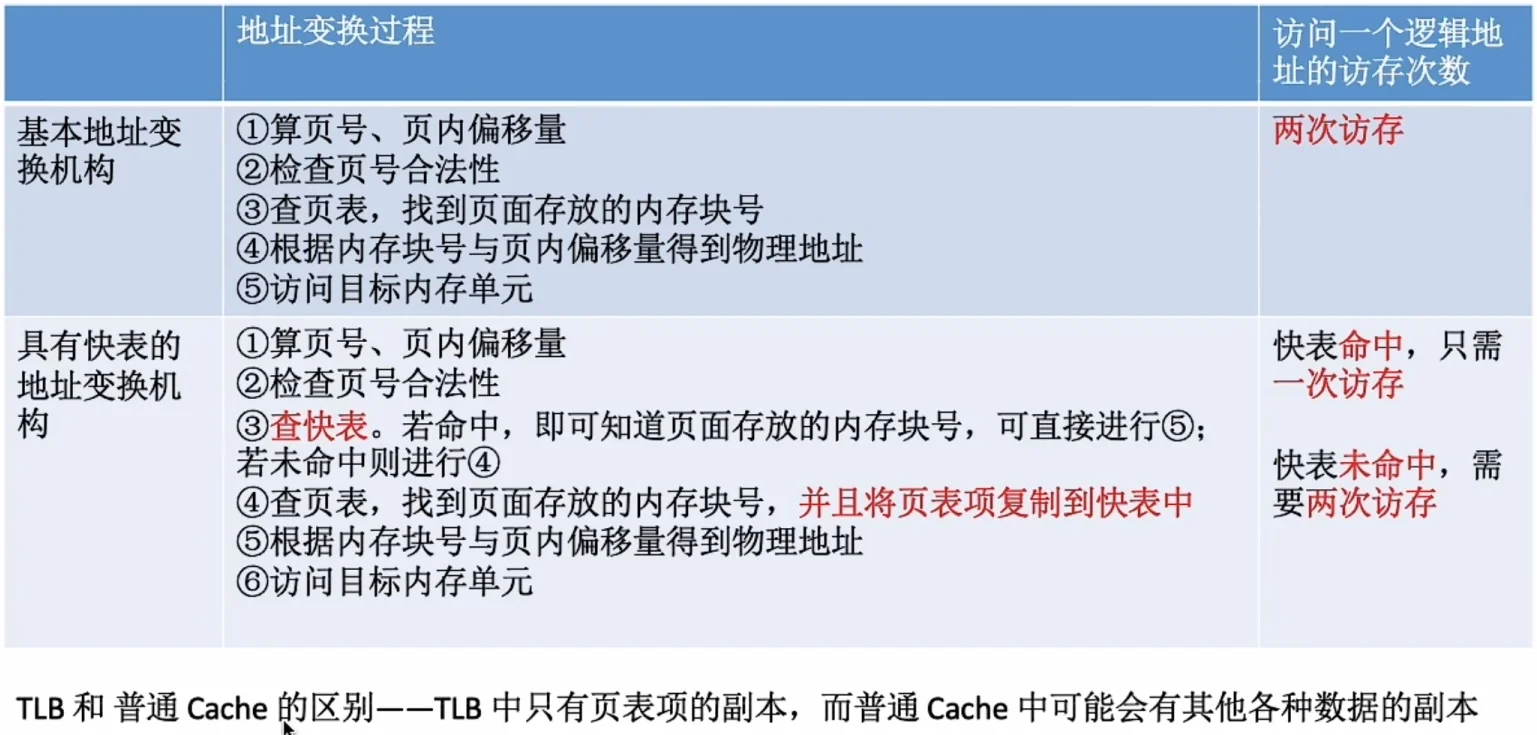 地址变换过程
访问一个逻辑地
址的访存次数
基本地址变
换机构
①算页号、页内偏移量
②检查页号合法性
③查页表，找到页面存放的内存块号
④根据内存块号与页内偏移量得到物理地址
⑤访问目标内存单元
两次访存
具有快表的
地址变换机
构
①算页号、页内偏移量
②检查页号合法性
③查快表。若命中，即可知道页面存放的内存块号，可直接进行⑤；
若未命中则进行④
④查页表，找到页面存放的内存块号，并且将页表项复制到快表中
⑤根据内存块号与页内偏移量得到物理地址
⑥访问目标内存单元
快表命中，只需
一次访存
快表未命中，需
要两次访存
TLB 和 普通 Cache 的区别——TLB 中只有页表项的副本，而普通 Cache 中可能会有其他各种数据的副本